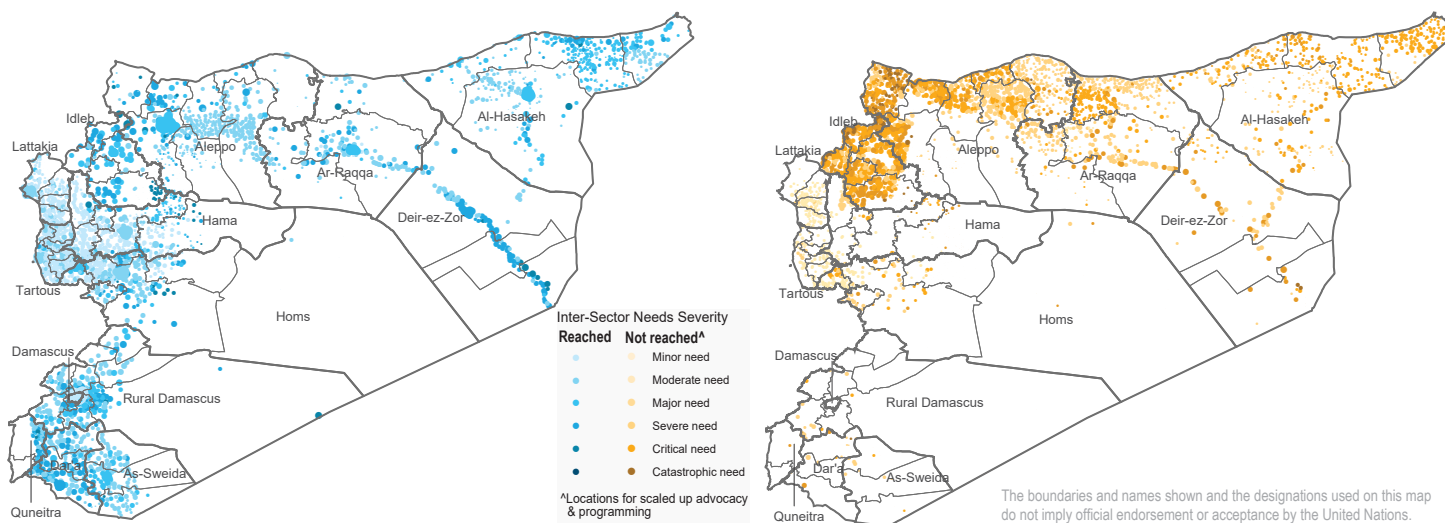 Idleb
Lattakia
Aleppo
Al-Hasakeh
Ar-Raqqa
Hama
Deir-ez-Zor
Tartous
Homs
Damascus
Rural Damascus
Dar'a
As-Sweida
Quneitra
Inter-Sector Needs Severity
Reached Not reached^
Minor need
Moderate need
Major need
Severe need
Critical need
Catastrophic need
^Locations for scaled up advocacy
& programming
Idleb
Lattakia
Aleppo
Al-Hasakeh
Ar-Raqqa
Hama
Deir-ez-Zor
Tartous
Homs
Damascus
Rural Damascus
Dar'a
As-Sweida
Quneitra
The boundaries and names shown and the designations used on this map
do not imply official endorsement or acceptance by the United Nations.